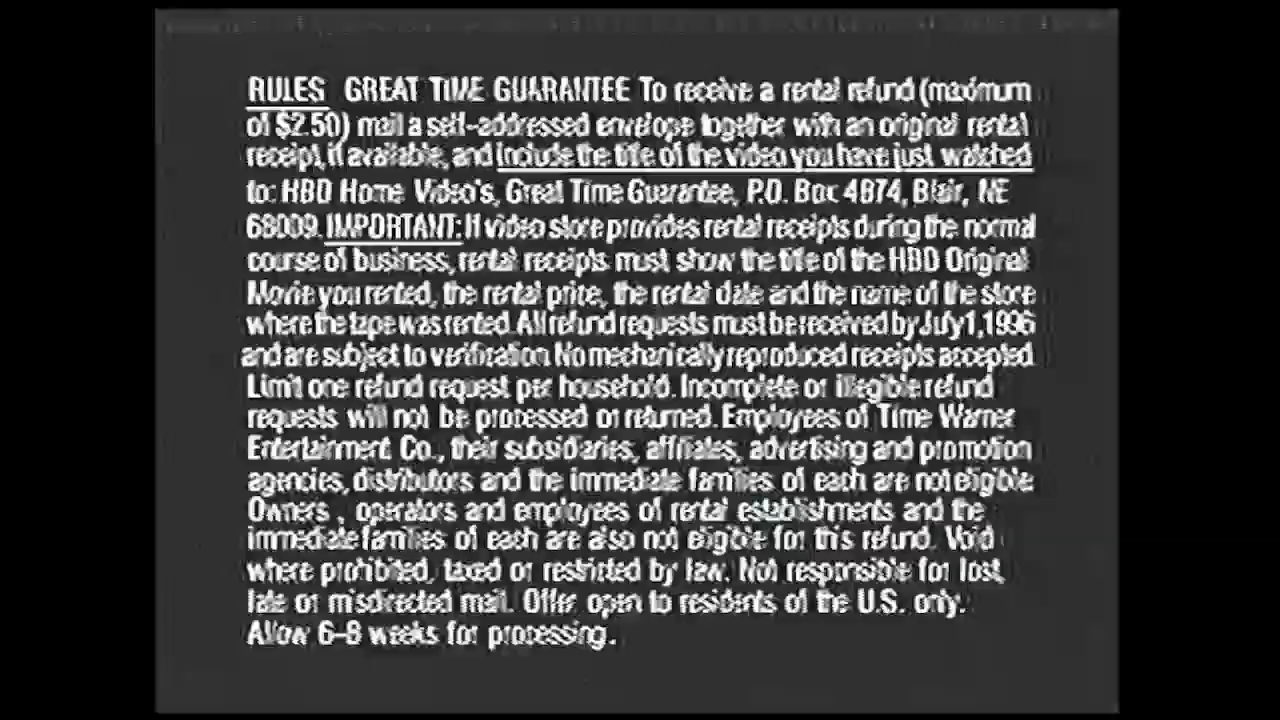 RULES GREAT TIME GUARANTEE To receive a rental refund (maximum
of $2.50) mail a self-addressed envelope together with an original rental
receipt, if available, and include the title of the video you have just watched
to: HBO Home Video's, Great Time Guarantee, P.O. Box 4874, Blair, NE
68009. IMPORTANT: If video store provides rental receipts during the normal
course of business, rental receipts must show the title of the HBO Original
Movie you rented, the rental price, the rental date and the name of the store
where the tape was rented. All refund requests must be received by July 1, 1996
and are subject to verification. No mechanically reproduced receipts accepted.
Limit one refund request per household. Incomplete or illegible refund
requests will not be processed or returned. Employees of Time Warner
Entertainment Co., their subsidiaries, affiliates, advertising and promotion
agencies, distributors and the immediate families of each are not eligible.
Owners, operators and employees of rental establishments and the
immediate families of each are also not eligible for this refund. Void
where prohibited, taxed or restricted by law. Not responsible for lost,
late or misdirected mail. Offer open to residents of the U.S. only.
Allow 6-8 weeks for processing.